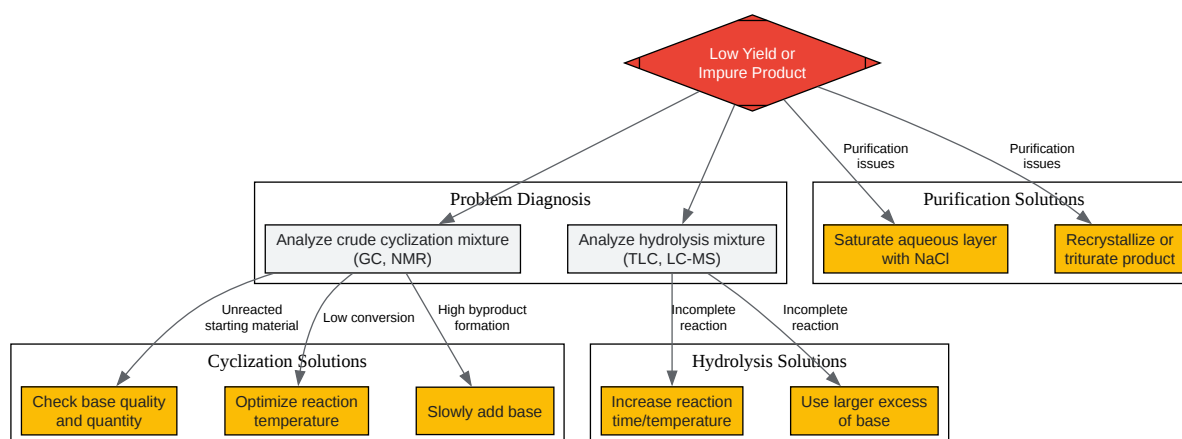 Low Yield or
Impure Product
Purification
issues
Purification
issues
Problem Diagnosis
Purification Solutions
Analyze crude cyclization mixture
(GC, NMR)
Analyze hydrolysis mixture
(TLC, LC-MS)
Saturate aqueous layer
with NaCl
Recrystallize or
triturate product
Unreacted
starting material
Low conversion
High byproduct
formation
Incomplete
reaction
Incomplete
reaction
Cyclization Solutions
Hydrolysis Solutions
Check base quality
and quantity
Optimize reaction
temperature
Slowly add base
Increase reaction
time/temperature
Use larger excess
of base